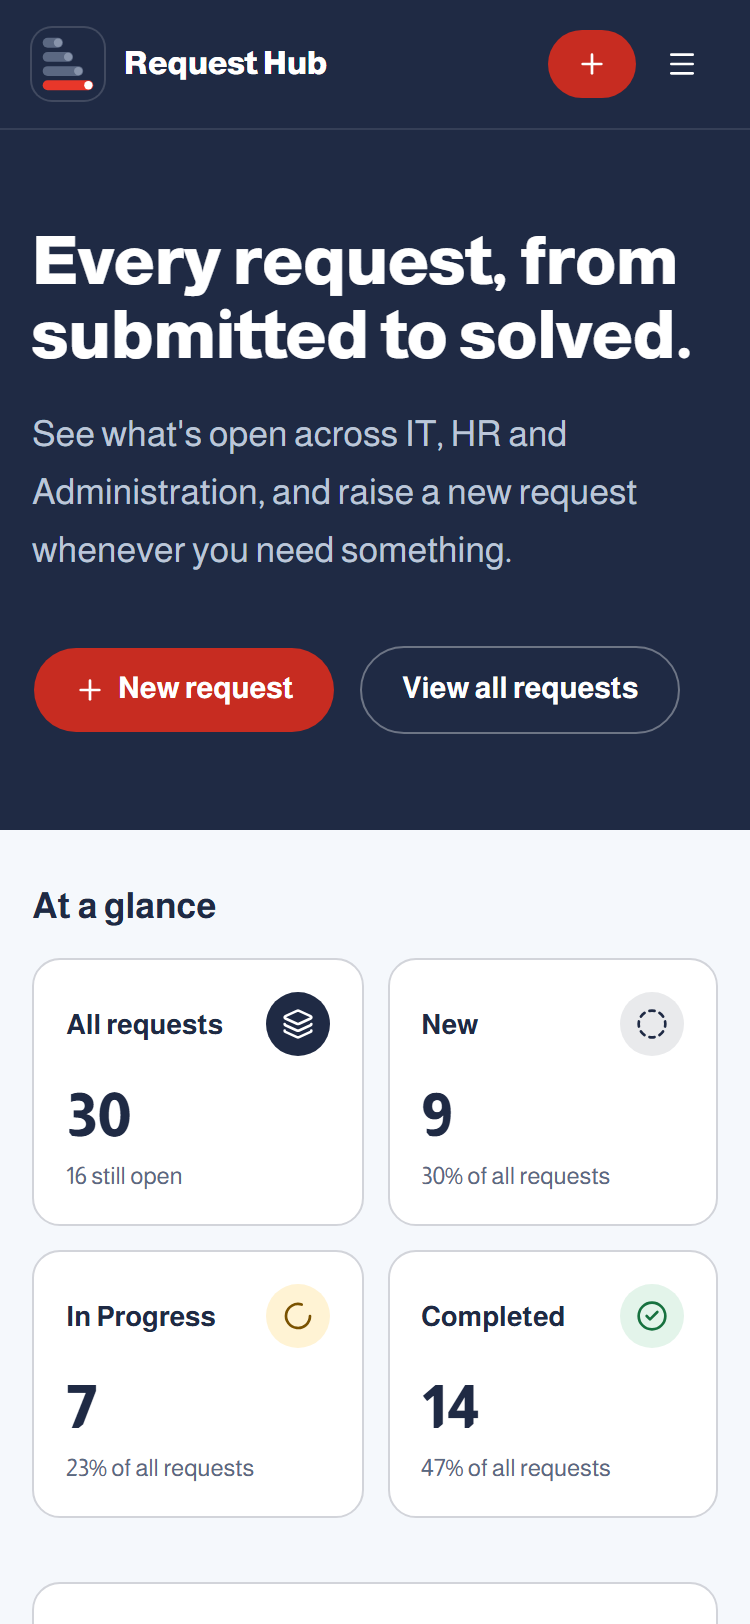 Request Hub
Every request, from
submitted to solved.
See what's open across IT, HR and
Administration, and raise a new request
whenever you need something.
New request
View all requests
At a glance
All requests
30
16 still open
New
9
30% of all requests
In Progress
7
23% of all requests
Completed
14
47% of all requests